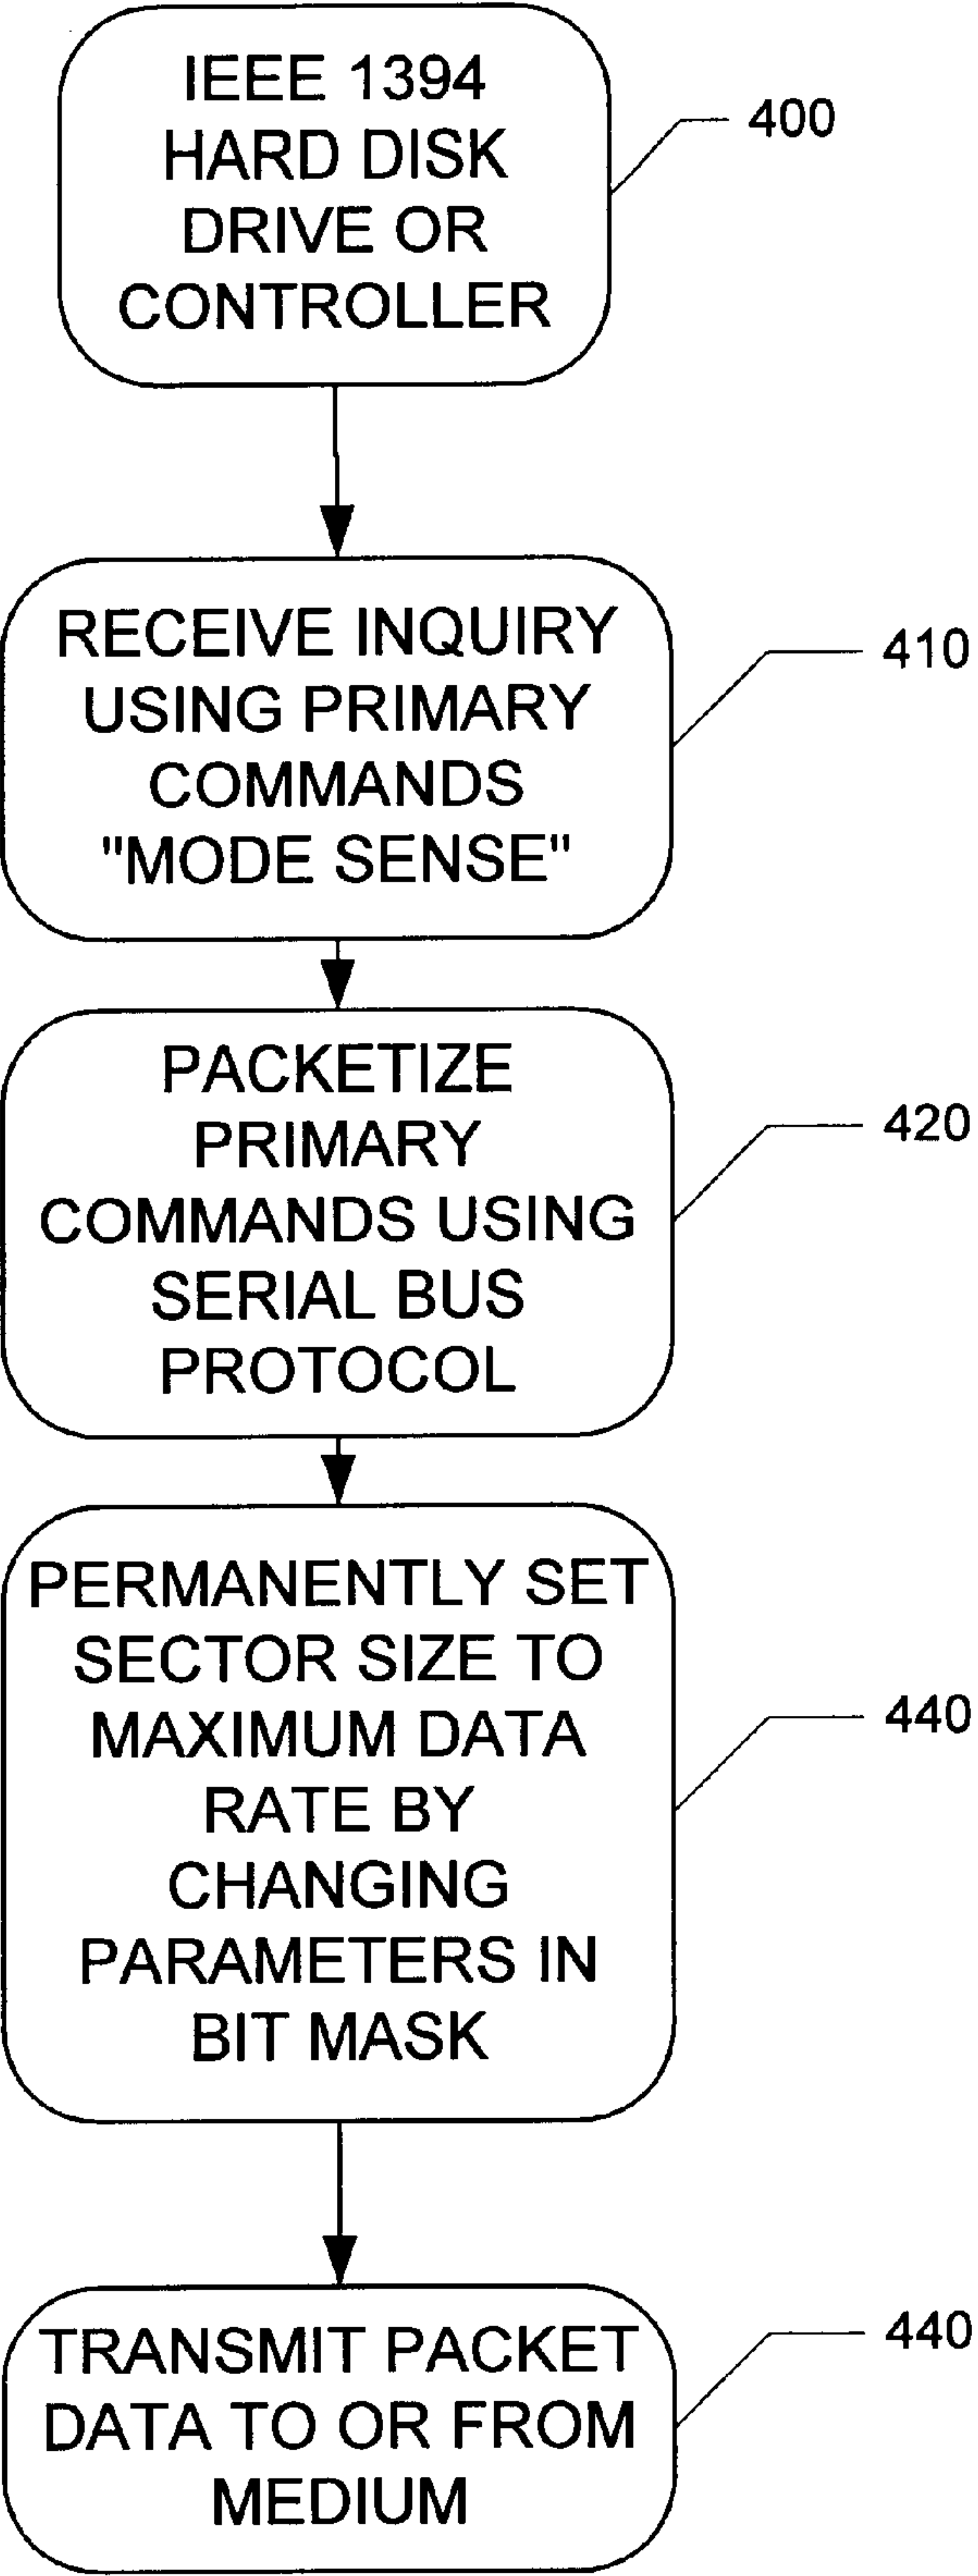 IEEE 1394
HARD DISK
DRIVE OR
CONTROLLER
400
RECEIVE INQUIRY
USING PRIMARY
COMMANDS
"MODE SENSE"
410
PACKETIZE
PRIMARY
COMMANDS USING
SERIAL BUS
PROTOCOL
420
PERMANENTLY SET
SECTOR SIZE TO
MAXIMUM DATA
RATE BY
CHANGING
PARAMETERS IN
BIT MASK
440
TRANSMIT PACKET
DATA TO OR FROM
MEDIUM
440